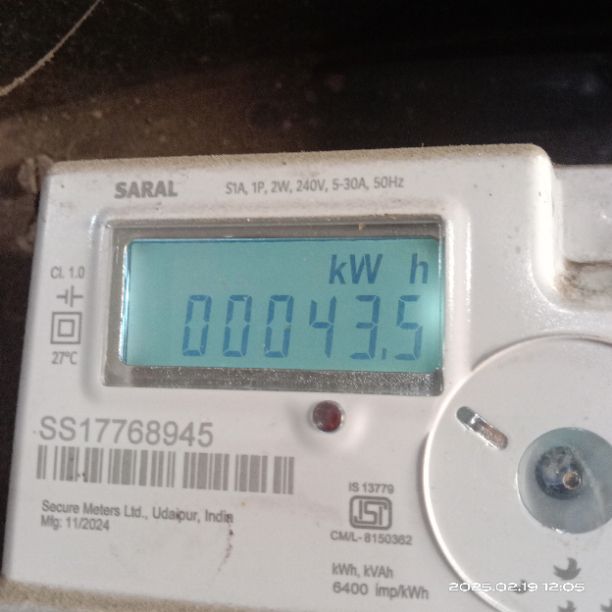 SARAL S1A, 1P, 2W, 240V, 5-30A, 50Hz
kW h
Cl. 1.0
00043.5
27°C
SS17768945
IS 13779
Secure Meters Ltd., Udaipur, India
ISI
Mfg: 11/2024
CM/L- 8150362
kWh, kVAh
6400 imp/kWh
2025.02.19 12:05